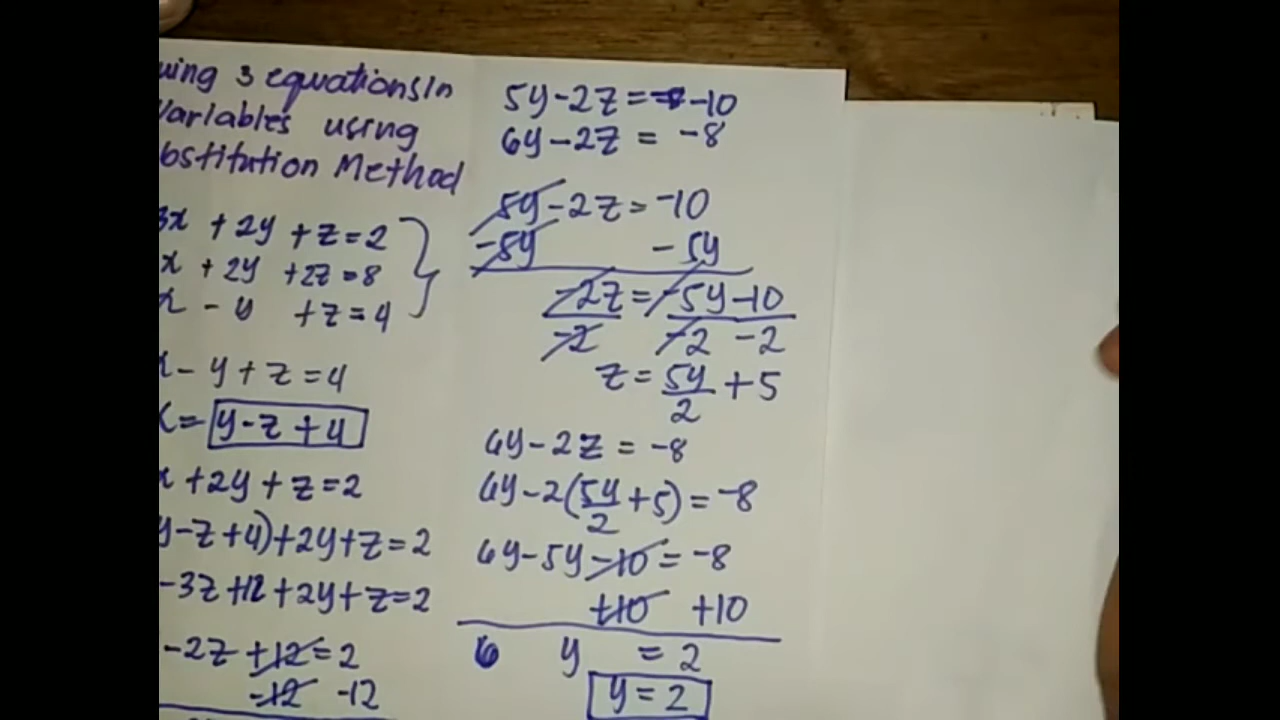 3 equations In
Variables using
Method
3x + 2y + z = 2
x + 2y + 2z = 8
x - y + z = 4
x - y + z = 4
x = y - z + 4
x + 2y + z = 2
y - z + 4) + 2y + z = 2
-3z + 12 + 2y + z = 2
-2z + 12 = 2
-12 -12
5y - 2z = -10
6y - 2z = -8
5y - 2z = -10
-5y -5y
-2z = -5y - 10
-2 -2 -2
z = 5y/2 + 5
6y - 2z = -8
6y - 2(5y/2 + 5) = -8
6y - 5y - 10 = -8
+10 +10
y = 2
y = 2